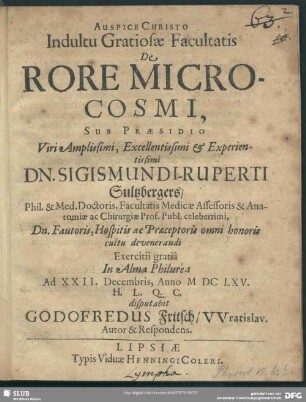 AUSPICE CHRISTO
Indultu Gratiosæ Facultatis
De
RORE MICRO-
COSMI,
SUB PRÆSIDIO
Viri Amplissimi, Excellentissimi & Experien-
tissimi
DN. SIGISMUNDI-RUPERTI
Sultzbergers/
Phil. & Med. Doctoris, Facultatis Medicæ Assessoris & Ana-
tomiæ ac Chirurgiæ Prof. Publ. celeberrimi,
Dn. Fautoris, Hospitis ac Præceptoris omni honoris
cultu devenerandi
Exercitii gratiâ
In Alma Philurea
Ad XXII. Decembris, Anno M DC LXV.
H. L. Q. C.
disputabit
GODOFREDUS Fritsch/ VVratislav.
Autor & Respondens.
LIPSIÆ
Typis Viduæ HENNINGI COLERI.
Lympha.
SLUB
DFG